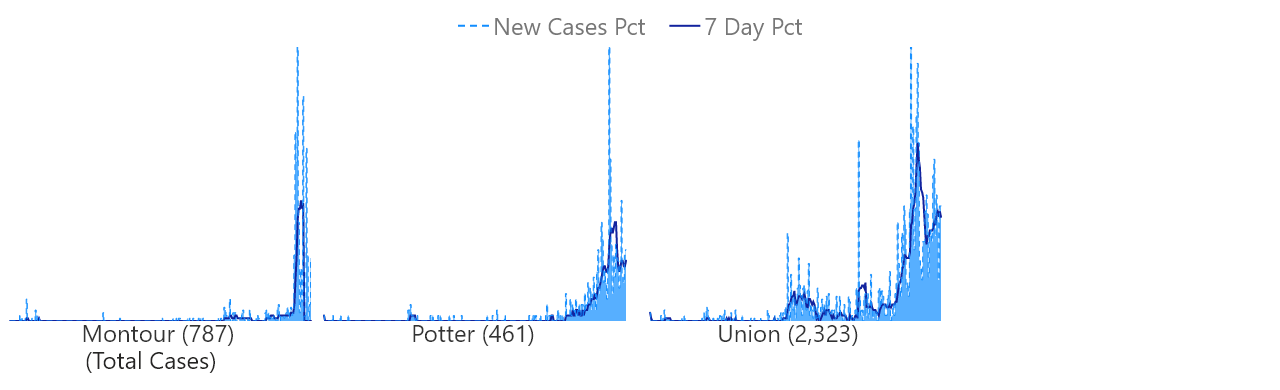 New Cases Pct 7 Day Pct
Montour (787) Potter (461) Union (2,323)
(Total Cases)